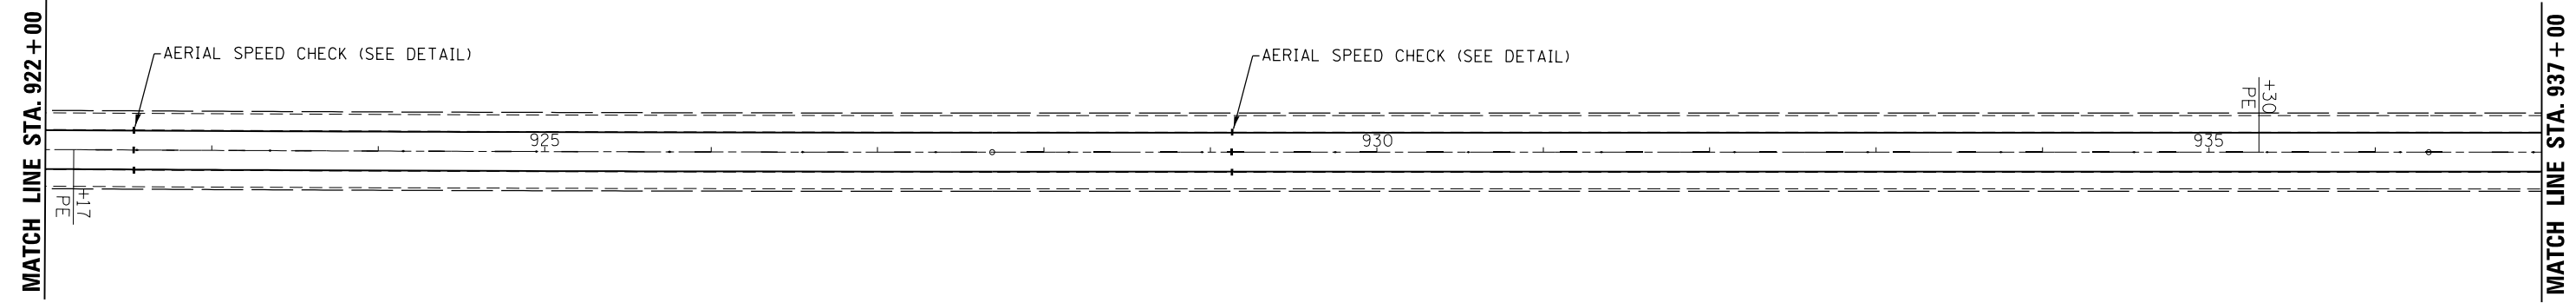 MATCH LINE STA. 922+00
AERIAL SPEED CHECK (SEE DETAIL)
AERIAL SPEED CHECK (SEE DETAIL)
925
930
935
+17
PE
+30
PE
MATCH LINE STA. 937+00